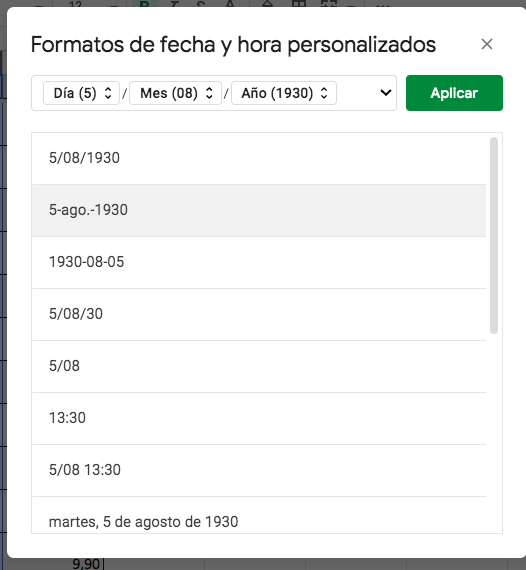 Formatos de fecha y hora personalizados
Día (5) / Mes (08) / Año (1930)
Aplicar
5/08/1930
5-ago.-1930
1930-08-05
5/08/30
5/08
13:30
5/08 13:30
martes, 5 de agosto de 1930
9,90